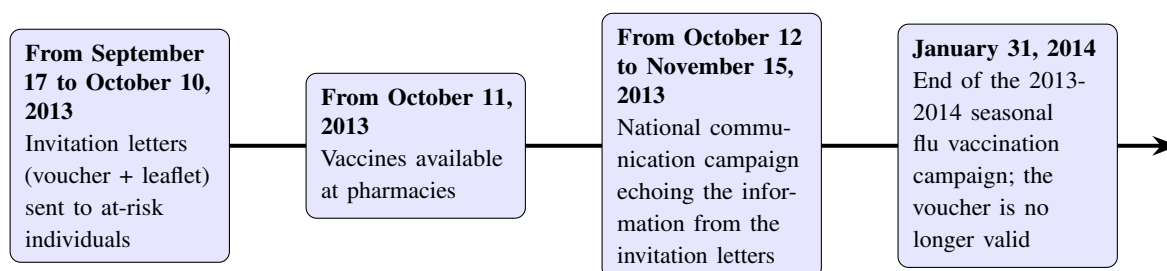 From September
17 to October 10,
2013
Invitation letters
(voucher + leaflet)
sent to at-risk
individuals
From October 11,
2013
Vaccines available
at pharmacies
From October 12
to November 15,
2013
National commu-
nication campaign
echoing the infor-
mation from the
invitation letters
January 31, 2014
End of the 2013-
2014 seasonal
flu vaccination
campaign; the
voucher is no
longer valid